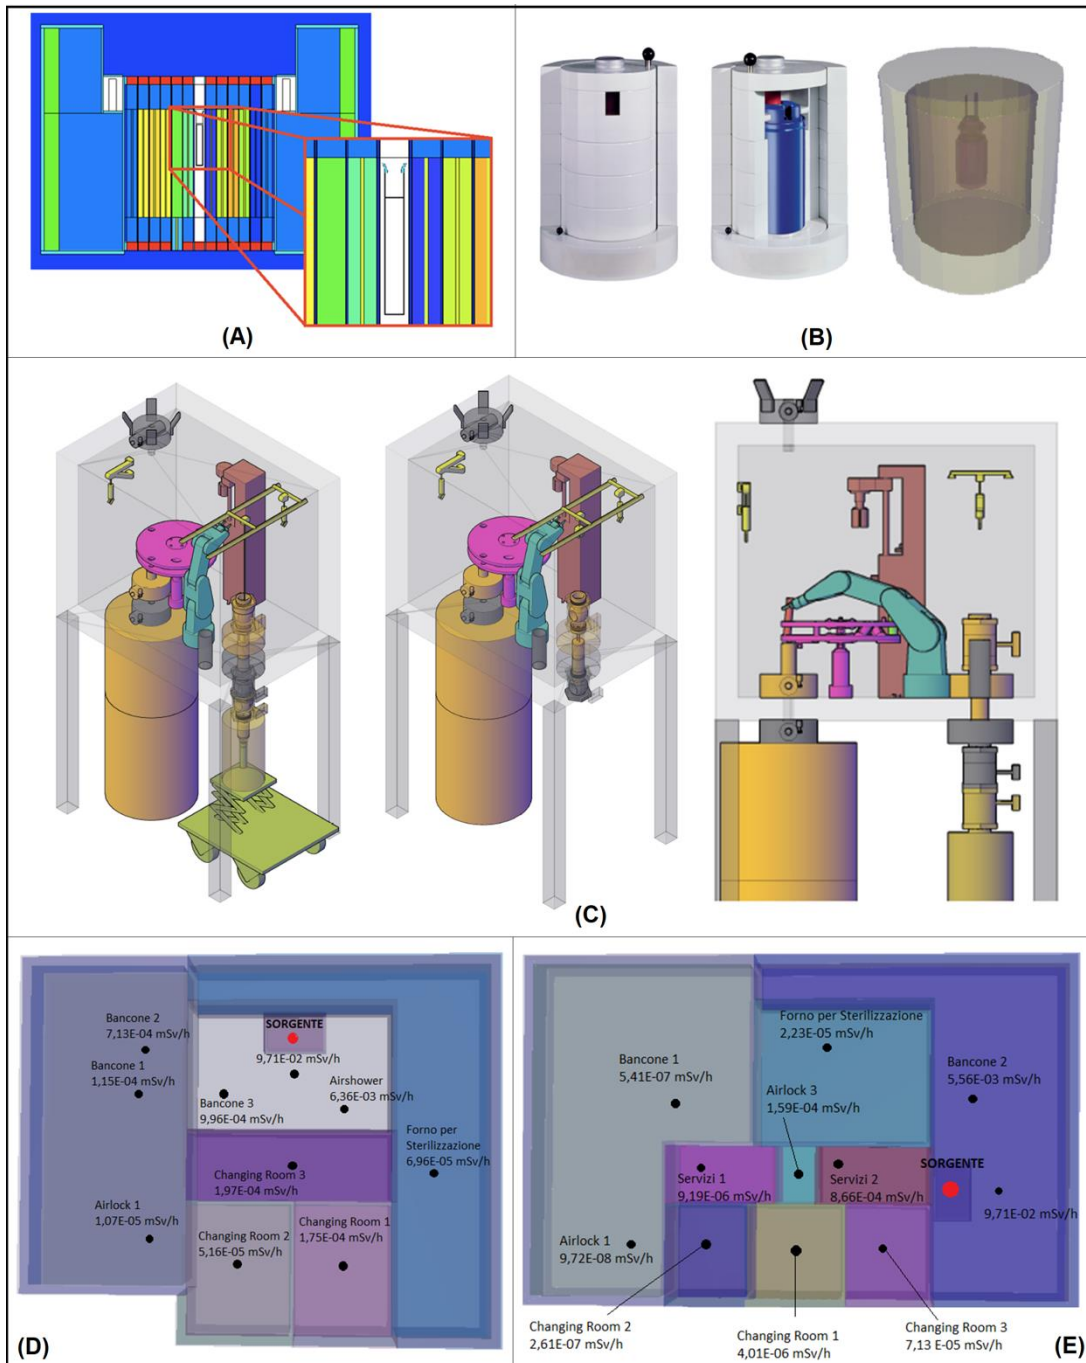 (A)
(B)
(C)
Bancone 2
7,13E-04 mSv/h
SORGENTE
9,71E-02 mSv/h
Bancone 1
1,15E-04 mSv/h
Airshower
6,36E-03 mSv/h
Bancone 3
9,96E-04 mSv/h
Forno per
Sterilizzazione
6,96E-05 mSv/h
Changing Room 3
1,97E-04 mSv/h
Airlock 1
1,07E-05 mSv/h
Changing Room 2
5,16E-05 mSv/h
Changing Room 1
1,75E-04 mSv/h
(D)
Forno per Sterilizzazione
2,23E-05 mSv/h
Bancone 1
5,41E-07 mSv/h
Bancone 2
5,56E-03 mSv/h
Airlock 3
1,59E-04 mSv/h
Servizi 1
9,19E-06 mSv/h
Servizi 2
8,66E-04 mSv/h
SORGENTE
9,71E-02 mSv/h
Airlock 1
9,72E-08 mSv/h
Changing Room 2
2,61E-07 mSv/h
Changing Room 1
4,01E-06 mSv/h
Changing Room 3
7,13 E-05 mSv/h
(E)